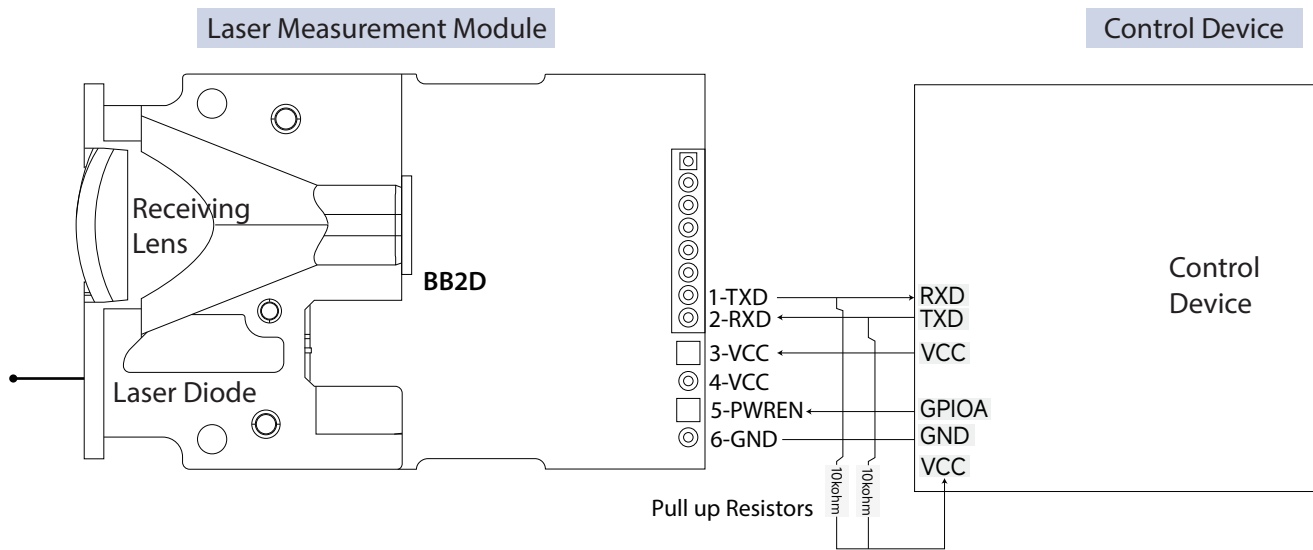 Laser Measurement Module
Control Device
Receiving
Lens
BB2D
Laser Diode
1-TXD
2-RXD
3-VCC
4-VCC
5-PWREN
6-GND
RXD
TXD
VCC
GPIOA
GND
VCC
Control
Device
Pull up Resistors
10kohm
10kohm